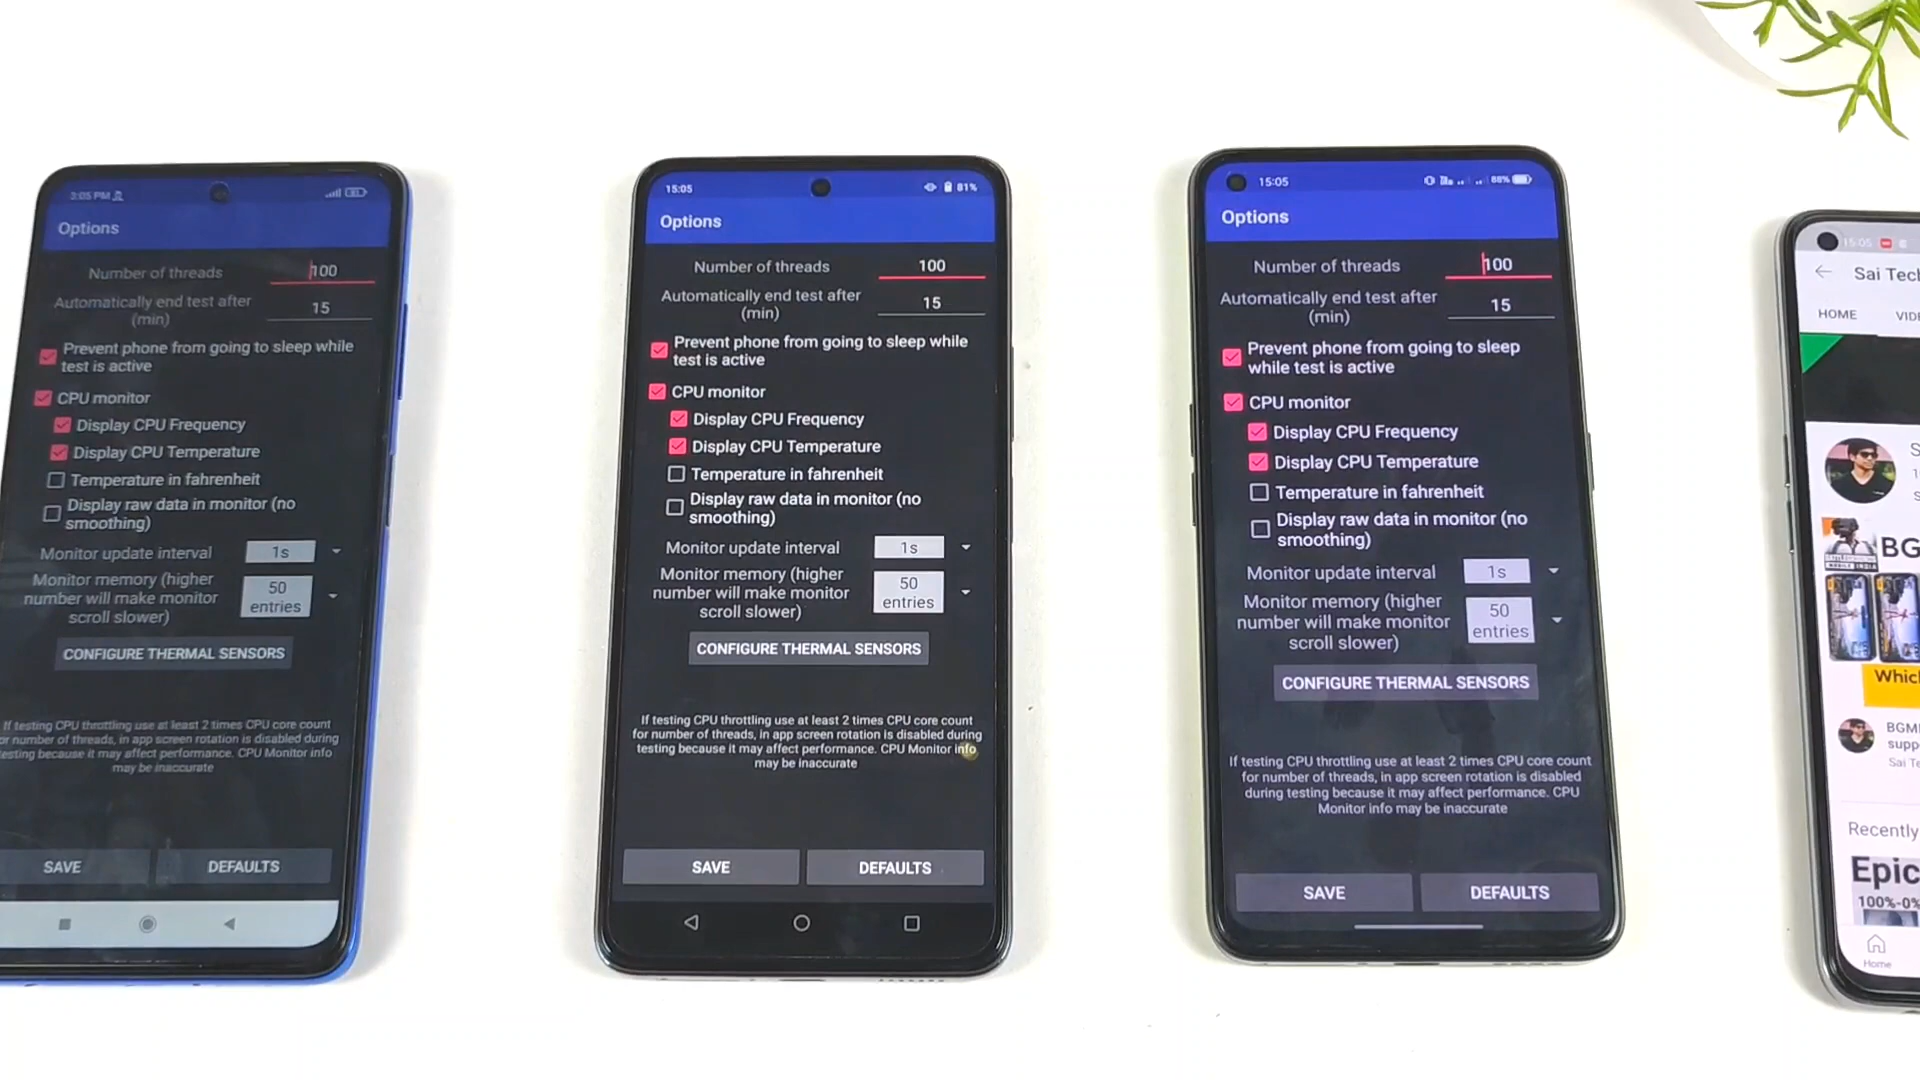 3:05 PM
Options
Number of threads
100
Automatically end test after
(min)
15
Prevent phone from going to sleep while
test is active
CPU monitor
Display CPU Frequency
Display CPU Temperature
Temperature in fahrenheit
Display raw data in monitor (no
smoothing)
Monitor update interval
1s
Monitor memory (higher
number will make monitor
scroll slower)
50
entries
CONFIGURE THERMAL SENSORS
If testing CPU throttling use at least 2 times CPU core count
or number of threads, in app screen rotation is disabled during
testing because it may affect performance. CPU Monitor info
may be inaccurate
SAVE
DEFAULTS
15:05
81%
Options
Number of threads
100
Automatically end test after
(min)
15
Prevent phone from going to sleep while
test is active
CPU monitor
Display CPU Frequency
Display CPU Temperature
Temperature in fahrenheit
Display raw data in monitor (no
smoothing)
Monitor update interval
1s
Monitor memory (higher
number will make monitor
scroll slower)
50
entries
CONFIGURE THERMAL SENSORS
If testing CPU throttling use at least 2 times CPU core count
for number of threads, in app screen rotation is disabled during
testing because it may affect performance. CPU Monitor info
may be inaccurate
SAVE
DEFAULTS
15:05
88%
Options
Number of threads
100
Automatically end test after
(min)
15
Prevent phone from going to sleep
while test is active
CPU monitor
Display CPU Frequency
Display CPU Temperature
Temperature in fahrenheit
Display raw data in monitor (no
smoothing)
Monitor update interval
1s
Monitor memory (higher
number will make monitor
scroll slower)
50
entries
CONFIGURE THERMAL SENSORS
If testing CPU throttling use at least 2 times CPU core count
for number of threads, in app screen rotation is disabled
during testing because it may affect performance. CPU
Monitor info may be inaccurate
SAVE
DEFAULTS
15:05
Sai Tech
HOME
VID
BG
Which
BGMI
supp
Sai Te
Recently
Epic
100%-0%
Home